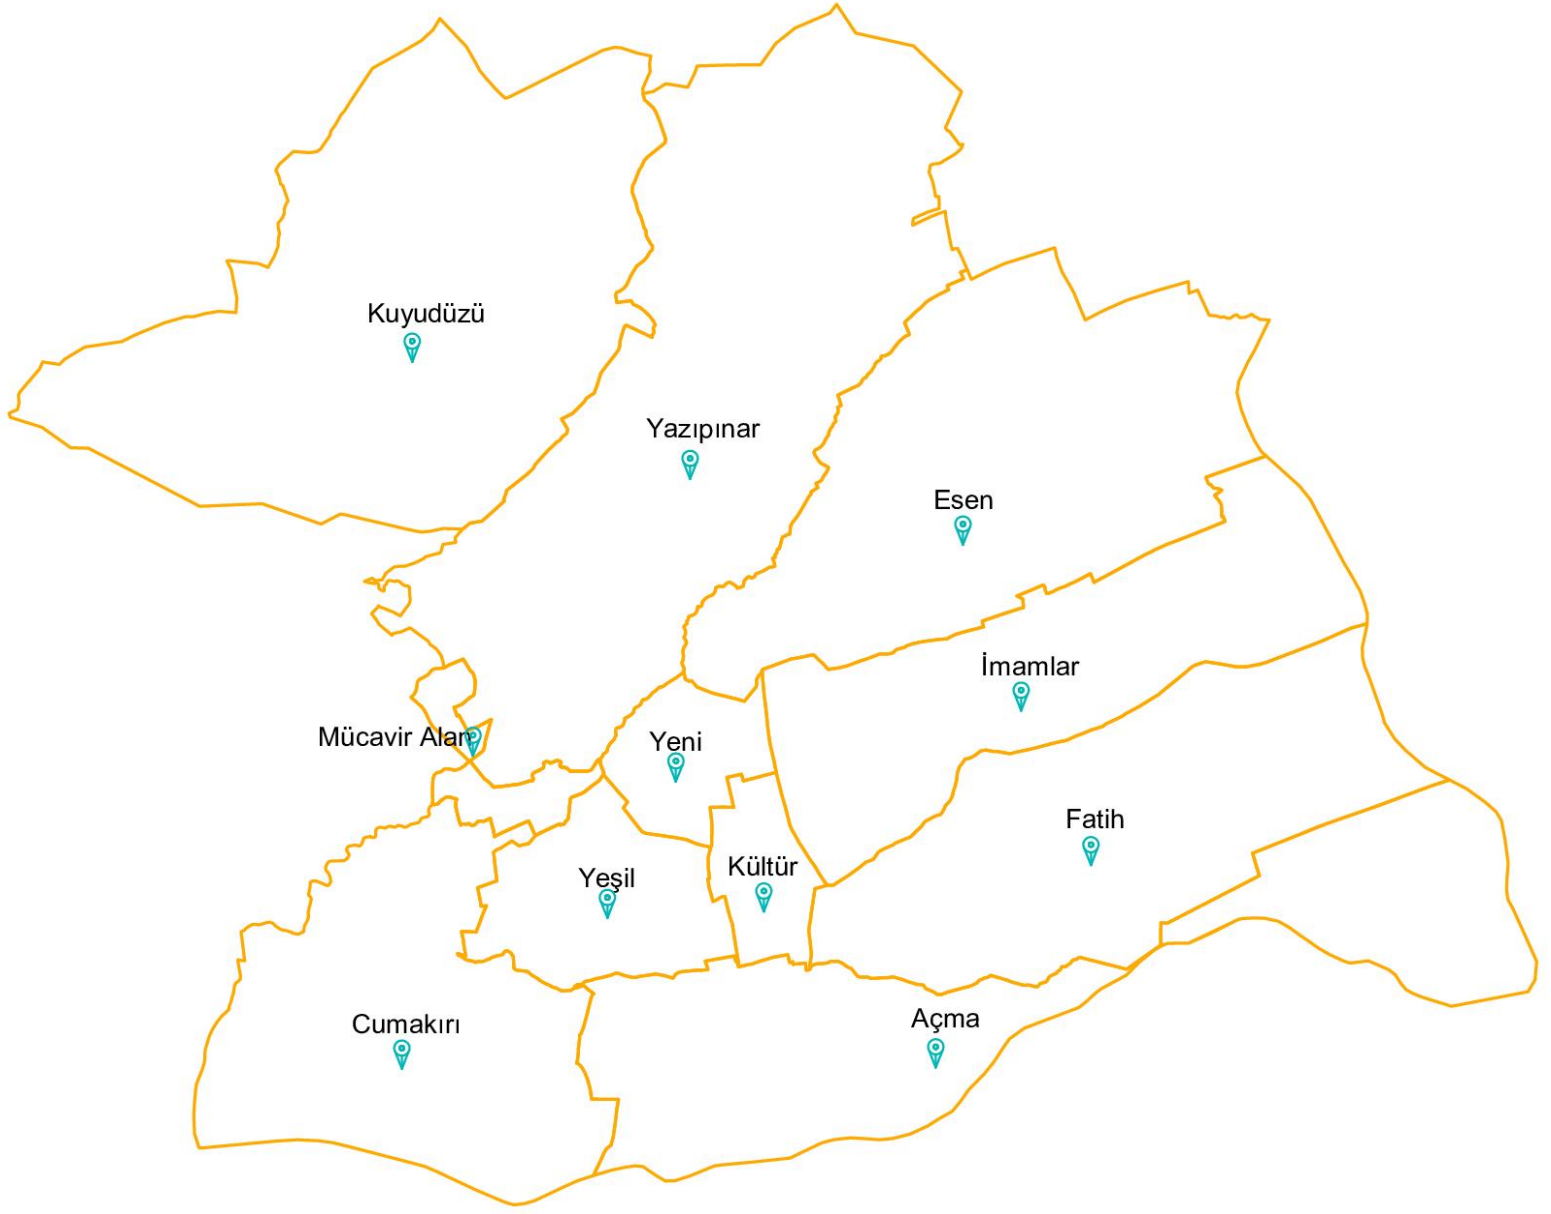 Kuyudüzü
Yazıpınar
Esen
İmamlar
Mücavir Alan
Yeni
Fatih
Kültür
Yeşil
Açma
Cumakırı